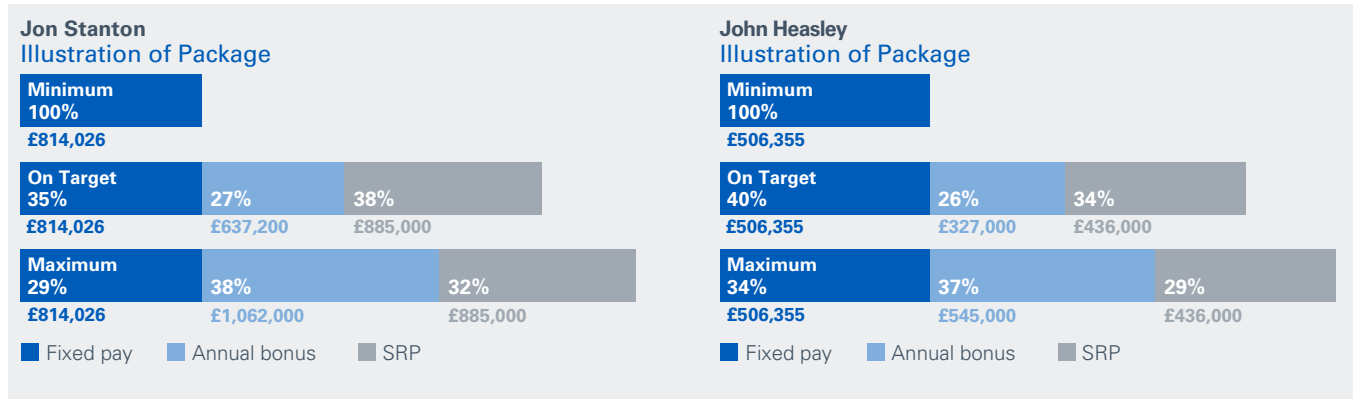 Jon Stanton
Illustration of Package
Minimum
100%
£814,026
On Target
35% 27% 38%
£814,026 £637,200 £885,000
Maximum
29% 38% 32%
£814,026 £1,062,000 £885,000
Fixed pay Annual bonus SRP
John Heasley
Illustration of Package
Minimum
100%
£506,355
On Target
40% 26% 34%
£506,355 £327,000 £436,000
Maximum
34% 37% 29%
£506,355 £545,000 £436,000
Fixed pay Annual bonus SRP